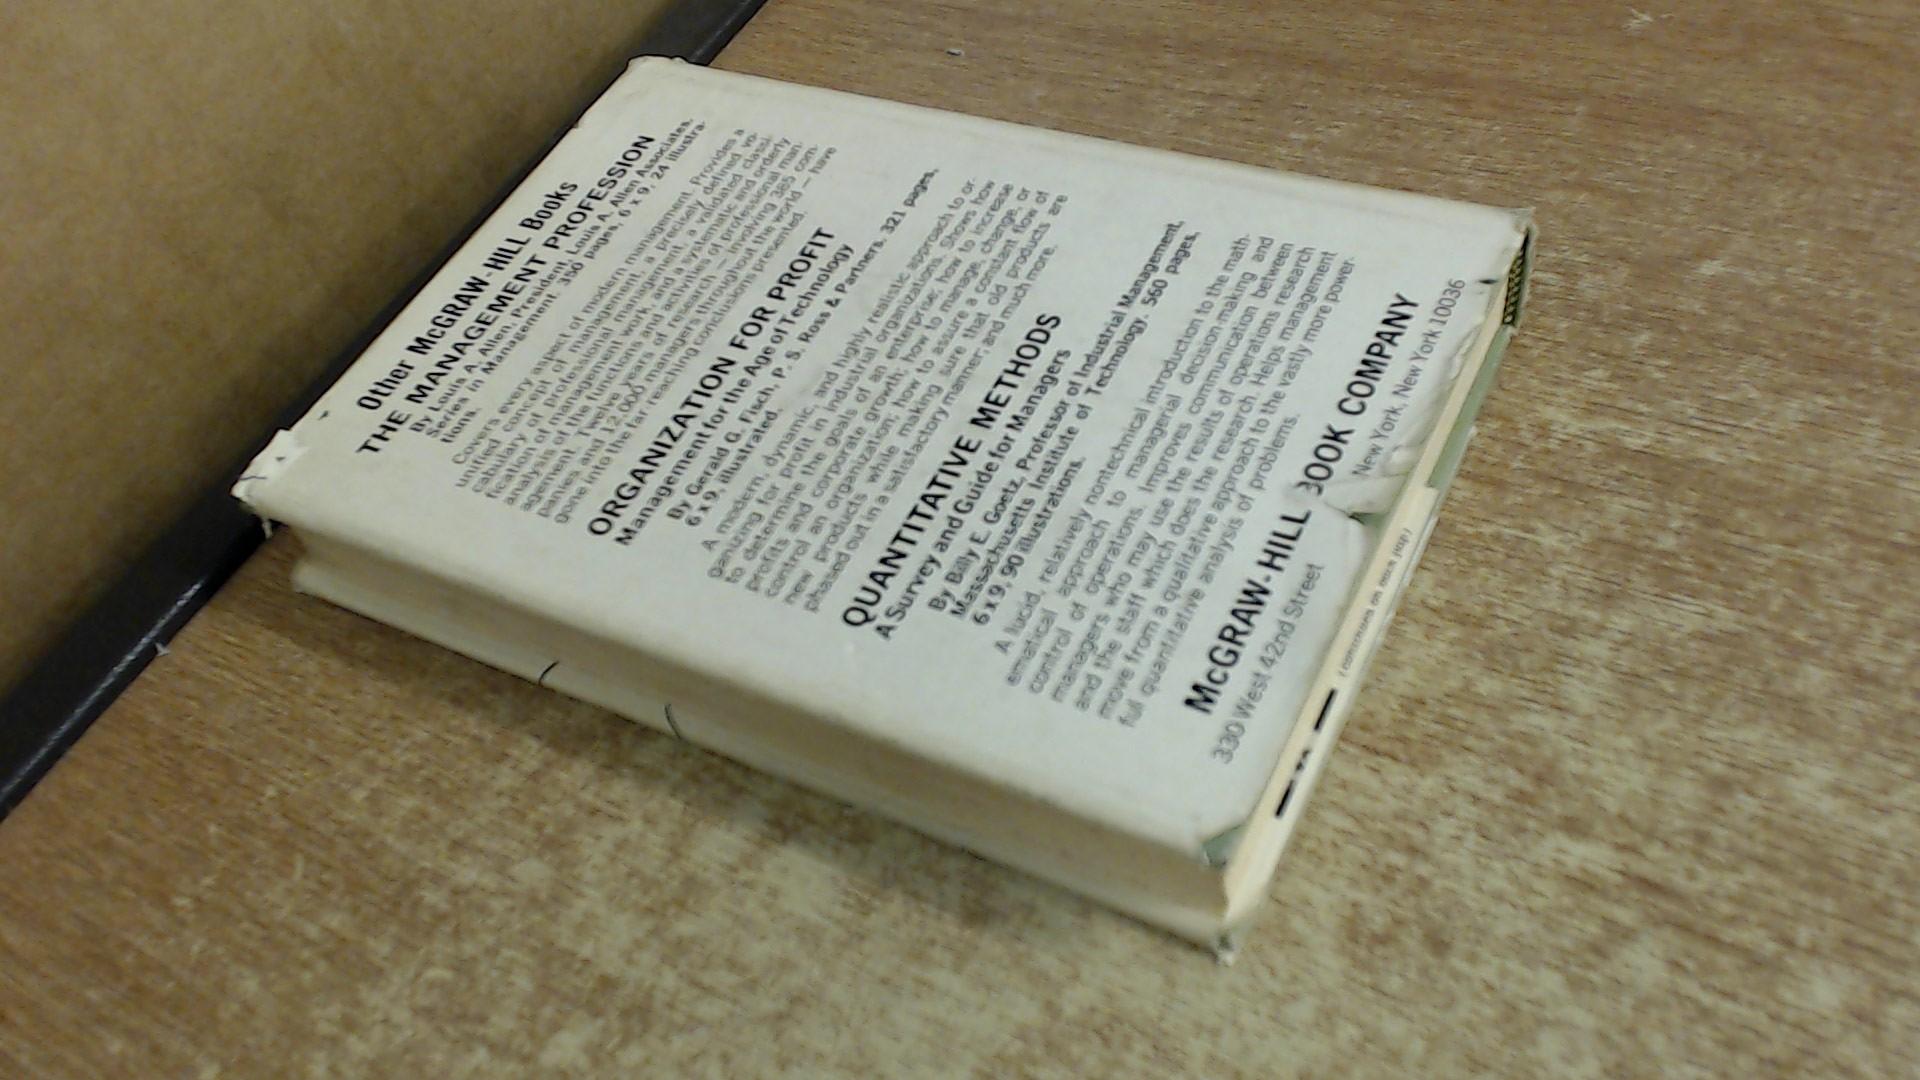 Other McGRAW-HILL Books
THE MANAGEMENT PROFESSION
By Louis A. Allen, President, Louis A. Allen Associates.
Series in Management. 350 pages, 6 x 9, 24 illustra-
tions.
Covers every aspect of modern management. Provides a
unified concept of management, a precisely defined vo-
cabulary of professional management, a validated classi-
fication of management work, and a systematic and orderly
analysis of the functions and activities of professional man-
agement. Twelve years of research — involving 385 com-
panies and 12,000 managers throughout the world — have
gone into the far reaching conclusions presented.
ORGANIZATION FOR PROFIT
Management for the Age of Technology
By Gerald G. Fisch, P. S. Ross & Partners. 321 pages,
6 x 9, illustrated.
A modern, dynamic, and highly realistic approach to or-
ganizing for profit in industrial organizations. Shows how
to determine the goals of an enterprise; how to increase
profits and corporate growth; how to manage, change, or
control an organization; how to assure a constant flow of
new products while making sure that old products are
phased out in a satisfactory manner; and much more.
QUANTITATIVE METHODS
A Survey and Guide for Managers
By Billy E. Goetz, Professor of Industrial Management,
Massachusetts Institute of Technology. 560 pages,
6 x 9, 90 illustrations.
A lucid, relatively nontechnical introduction to the math-
ematical approach to managerial decision-making and
control of operations. Improves communication between
managers who may use the results of operations research
and the staff which does the research. Helps management
move from a qualitative approach to the vastly more power-
ful quantitative analysis of problems.
McGRAW-HILL BOOK COMPANY
330 West 42nd Street
New York, New York 10036